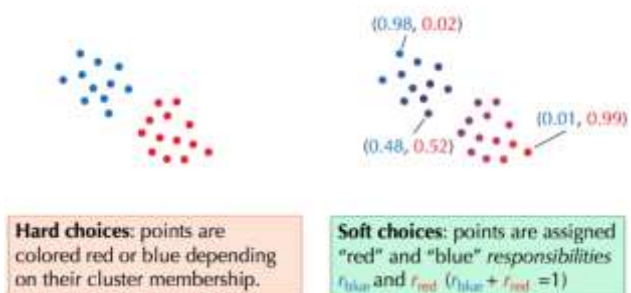 (0.98, 0.02)
(0.01, 0.99)
(0.48, 0.52)
Hard choices: points are
colored red or blue depending
on their cluster membership.
Soft choices: points are assigned
“red” and “blue” responsibilities
r_blue and r_red (r_blue + r_red =1)